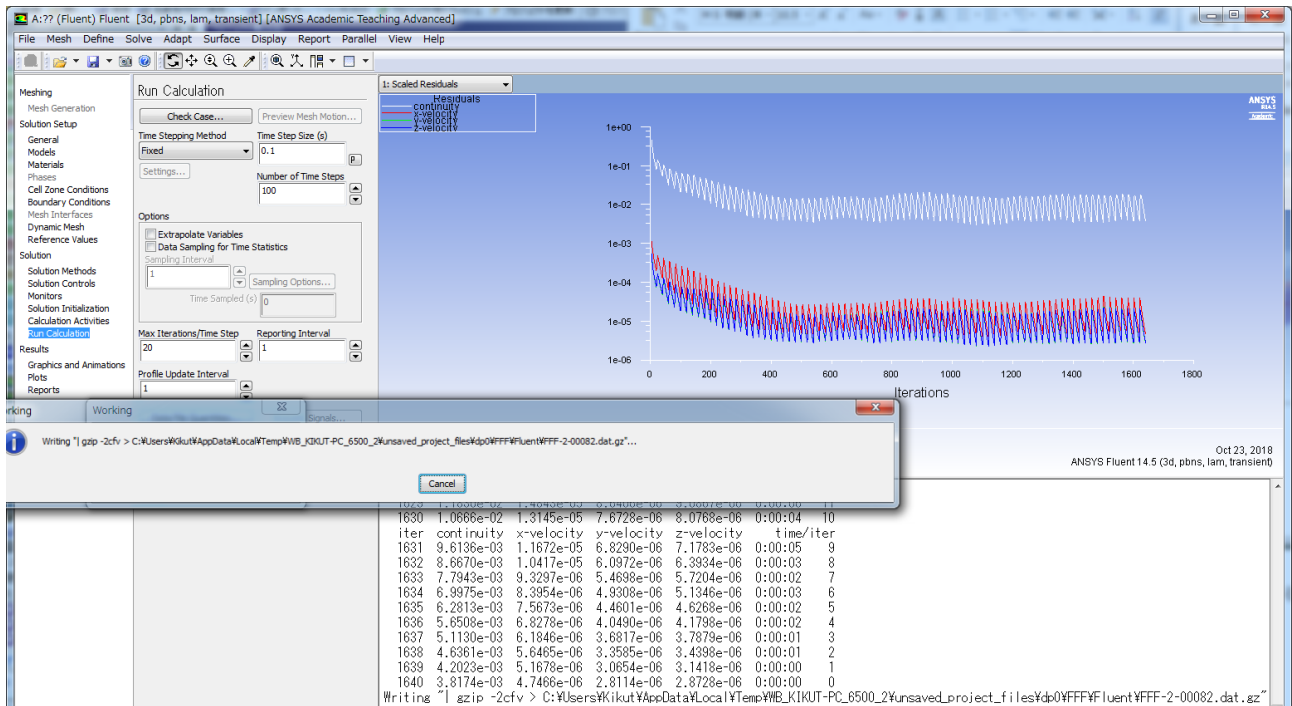 A:?? (Fluent) Fluent [3d, pbns, lam, transient] [ANSYS Academic Teaching Advanced]
File Mesh Define Solve Adapt Surface Display Report Parallel View Help
Meshing
Mesh Generation
Solution Setup
General
Models
Materials
Phases
Cell Zone Conditions
Boundary Conditions
Mesh Interfaces
Dynamic Mesh
Reference Values
Solution
Solution Methods
Solution Controls
Monitors
Solution Initialization
Calculation Activities
Run Calculation
Results
Graphics and Animations
Plots
Reports
Run Calculation
Check Case... Preview Mesh Motion...
Time Stepping Method Time Step Size (s)
Fixed 0.1 P
Settings...
Number of Time Steps
100
Options
Extrapolate Variables
Data Sampling for Time Statistics
Sampling Interval
1 Sampling Options...
Time Sampled (s) 0
Max Iterations/Time Step Reporting Interval
20 1
Profile Update Interval
1
1: Scaled Residuals
Residuals
continuity
x-velocity
y-velocity
z-velocity
ANSYS
R14.5
1e+00
1e-01
1e-02
1e-03
1e-04
1e-05
1e-06
0 200 400 600 800 1000 1200 1400 1600 1800
Iterations
Oct 23, 2018
ANSYS Fluent 14.5 (3d, pbns, lam, transient)
rking Working
Signals...
Writing "| gzip -2cfv > C:¥Users¥Kikut¥AppData¥Local¥Temp¥WB_KIKUT-PC_6500_2¥unsaved_project_files¥dp0¥FFF¥Fluent¥FFF-2-00082.dat.gz"...
Cancel
1630 1.0666e-02 1.3145e-05 7.6728e-06 8.0768e-06 0:00:04 10
iter continuity x-velocity y-velocity z-velocity time/iter
1631 9.6136e-03 1.1672e-05 6.8290e-06 7.1783e-06 0:00:05 9
1632 8.6670e-03 1.0417e-05 6.0972e-06 6.3934e-06 0:00:03 8
1633 7.7943e-03 9.3297e-06 5.4698e-06 5.7204e-06 0:00:02 7
1634 6.9975e-03 8.3954e-06 4.9308e-06 5.1346e-06 0:00:03 6
1635 6.2813e-03 7.5673e-06 4.4601e-06 4.6268e-06 0:00:02 5
1636 5.6508e-03 6.8278e-06 4.0490e-06 4.1798e-06 0:00:02 4
1637 5.1130e-03 6.1846e-06 3.6817e-06 3.7879e-06 0:00:01 3
1638 4.6361e-03 5.6465e-06 3.3585e-06 3.4398e-06 0:00:01 2
1639 4.2023e-03 5.1678e-06 3.0654e-06 3.1418e-06 0:00:00 1
1640 3.8174e-03 4.7466e-06 2.8114e-06 2.8728e-06 0:00:00 0
Writing "| gzip -2cfv > C:¥Users¥Kikut¥AppData¥Local¥Temp¥WB_KIKUT-PC_6500_2¥unsaved_project_files¥dp0¥FFF¥Fluent¥FFF-2-00082.dat.gz"